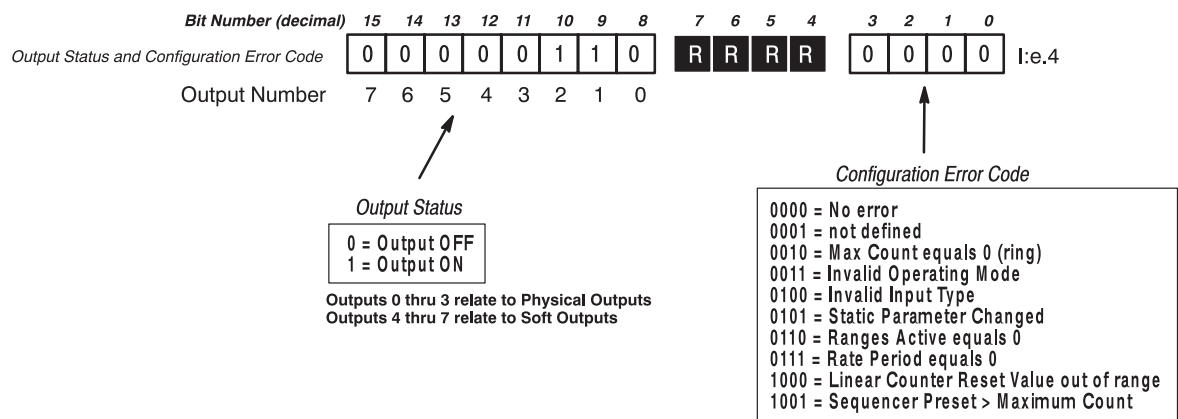 Bit Number (decimal) 15 14 13 12 11 10 9 8 7 6 5 4 3 2 1 0
Output Status and Configuration Error Code 0 0 0 0 0 1 1 0 R R R R 0 0 0 0 I:e.4
Output Number 7 6 5 4 3 2 1 0
Output Status
0 = Output OFF
1 = Output ON
Outputs 0 thru 3 relate to Physical Outputs
Outputs 4 thru 7 relate to Soft Outputs
Configuration Error Code
0000 = No error
0001 = not defined
0010 = Max Count equals 0 (ring)
0011 = Invalid Operating Mode
0100 = Invalid Input Type
0101 = Static Parameter Changed
0110 = Ranges Active equals 0
0111 = Rate Period equals 0
1000 = Linear Counter Reset Value out of range
1001 = Sequencer Preset > Maximum Count